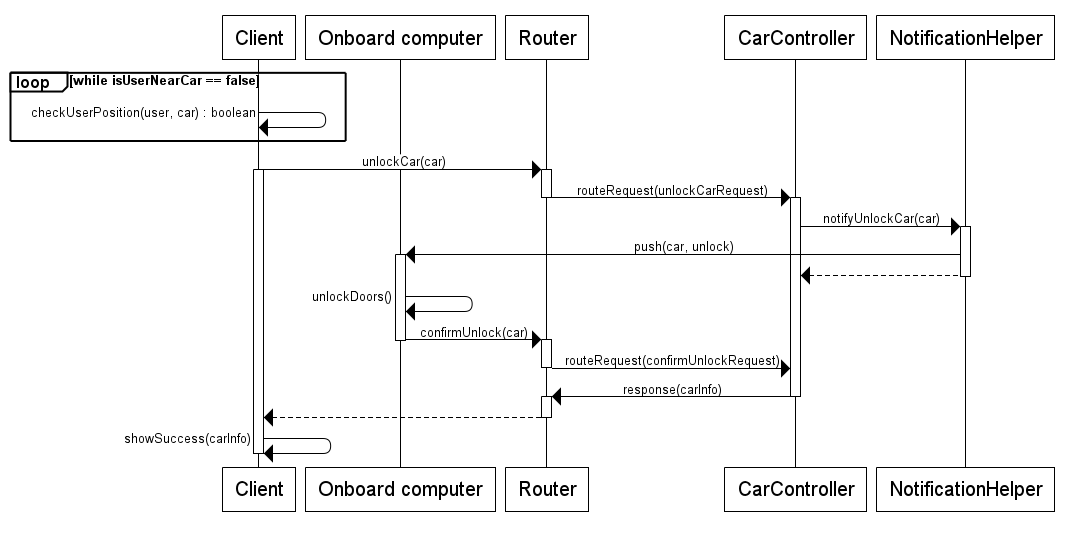 Client
Onboard computer
Router
CarController
NotificationHelper
loop
[while isUserNearCar == false]
checkUserPosition(user, car) : boolean
unlockCar(car)
routeRequest(unlockCarRequest)
notifyUnlockCar(car)
push(car, unlock)
unlockDoors()
confirmUnlock(car)
routeRequest(confirmUnlockRequest)
response(carInfo)
showSuccess(carInfo)
Client
Onboard computer
Router
CarController
NotificationHelper